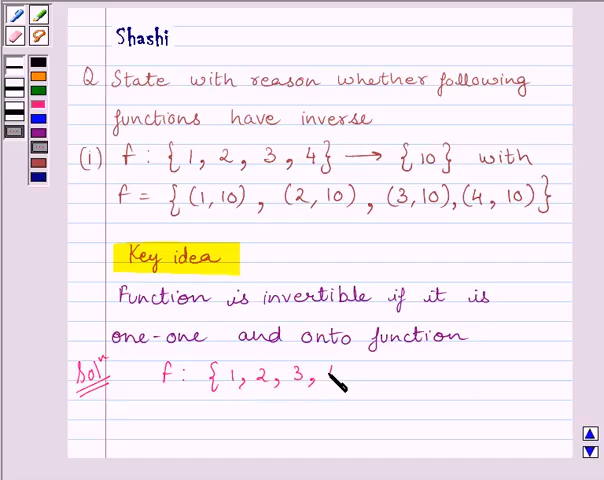 Shashi
Q State with reason whether following
functions have inverse
(i) f : { 1, 2, 3, 4} → {10} with
f = { (1, 10) , (2, 10) , (3, 10), (4, 10) }
Key idea
Function is invertible if it is
one-one and onto function
Solⁿ f : { 1, 2, 3,